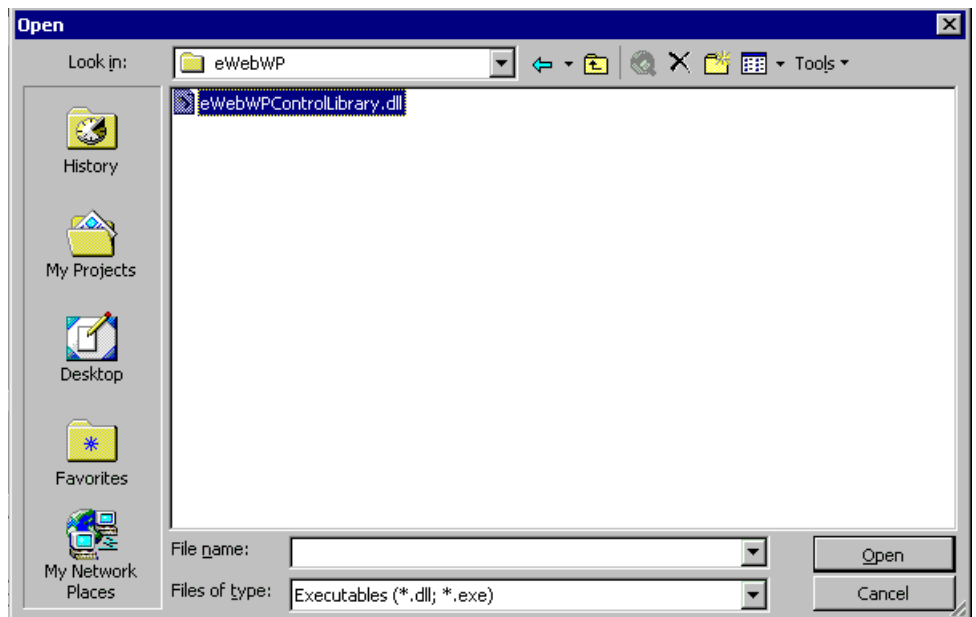 Open
Look in:
eWebWP
Tools
eWebWPControlLibrary.dll
History
My Projects
Desktop
Favorites
My Network
Places
File name:
Open
Files of type:
Executables (*.dll; *.exe)
Cancel